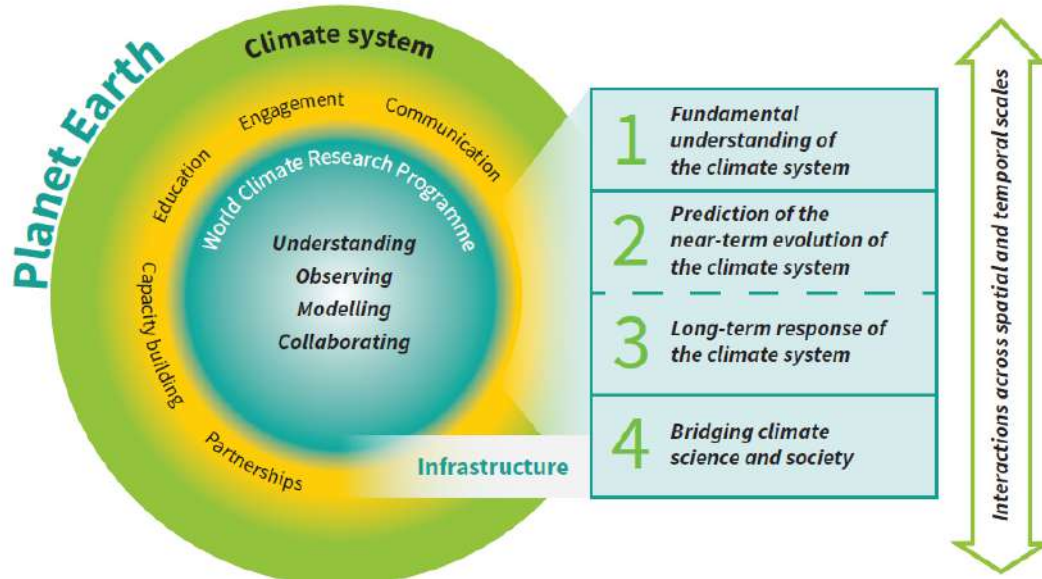 Planet Earth
Climate system
Engagement
Communication
Education
Capacity building
Partnerships
World Climate Research Programme
Understanding
Observing
Modelling
Collaborating
Infrastructure
1
Fundamental
understanding of
the climate system
2
Prediction of the
near-term evolution of
the climate system
3
Long-term response of
the climate system
4
Bridging climate
science and society
Interactions across spatial and temporal scales